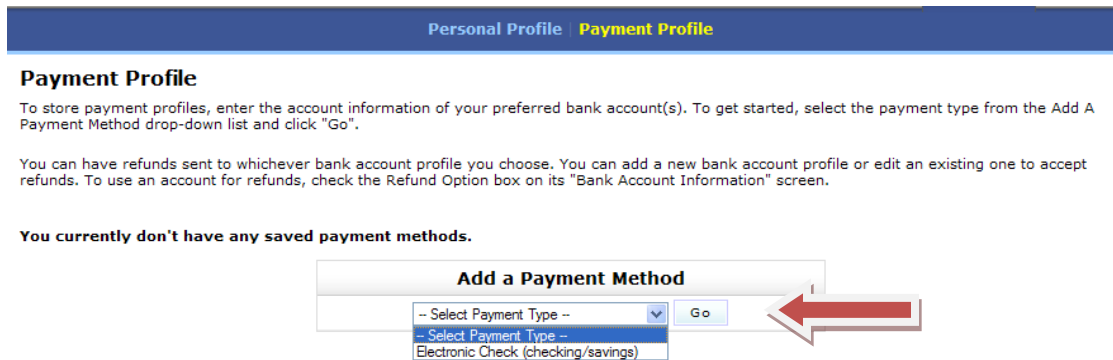 Personal Profile | Payment Profile
Payment Profile
To store payment profiles, enter the account information of your preferred bank account(s). To get started, select the payment type from the Add A
Payment Method drop-down list and click "Go".
You can have refunds sent to whichever bank account profile you choose. You can add a new bank account profile or edit an existing one to accept
refunds. To use an account for refunds, check the Refund Option box on its "Bank Account Information" screen.
You currently don't have any saved payment methods.
Add a Payment Method
-- Select Payment Type -- Go
-- Select Payment Type --
Electronic Check (checking/savings)